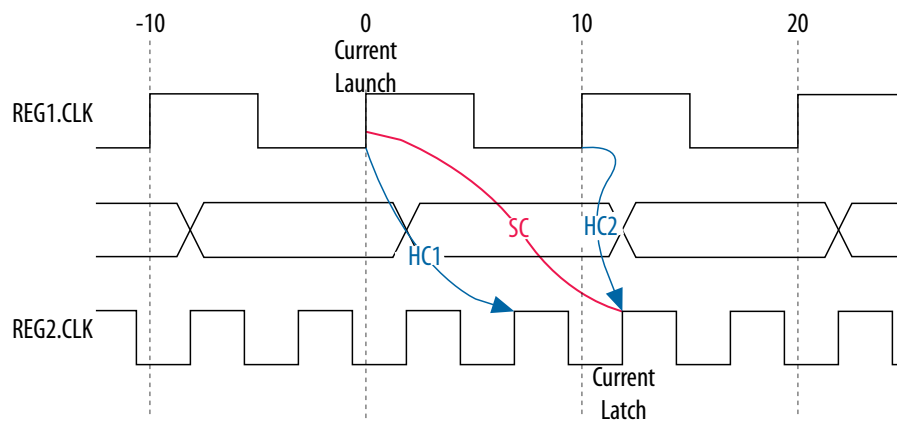 -10 0 10 20
Current
Launch
REG1.CLK
SC
HC2
HC1
REG2.CLK
Current
Latch